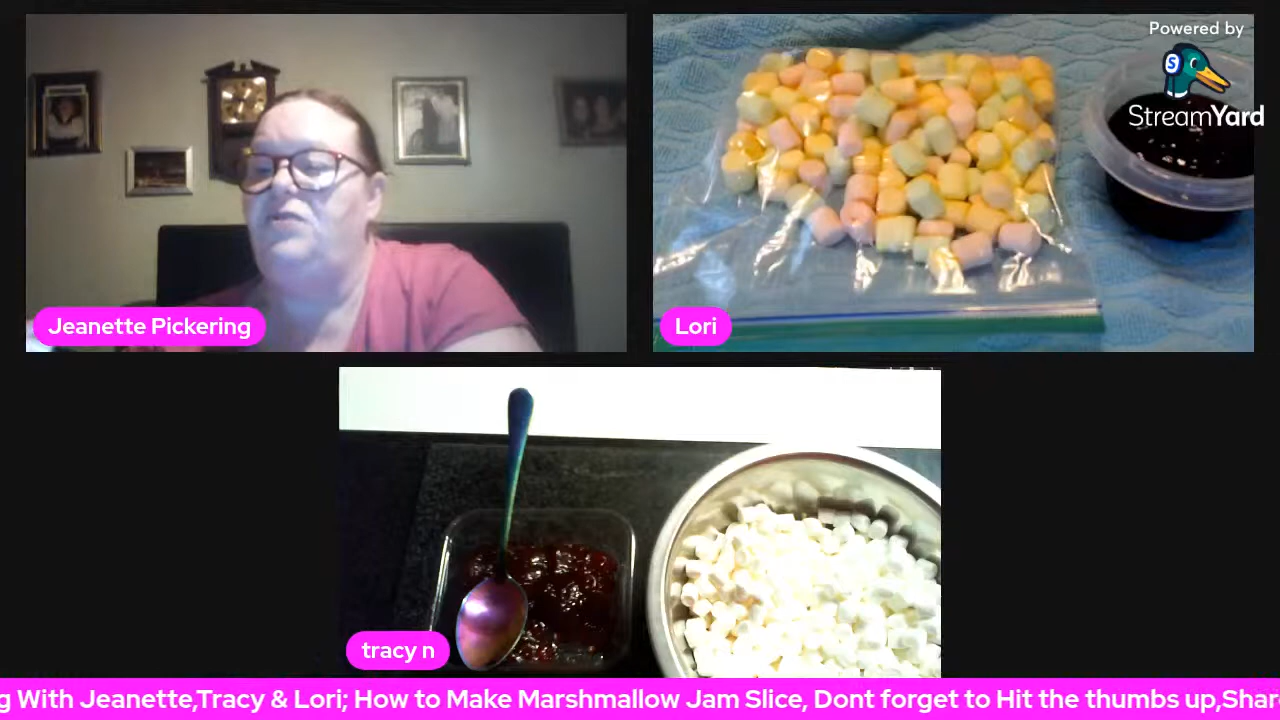 Powered by
StreamYard
Jeanette Pickering
Lori
tracy n
g With Jeanette,Tracy & Lori; How to Make Marshmallow Jam Slice, Dont forget to Hit the thumbs up,Shar